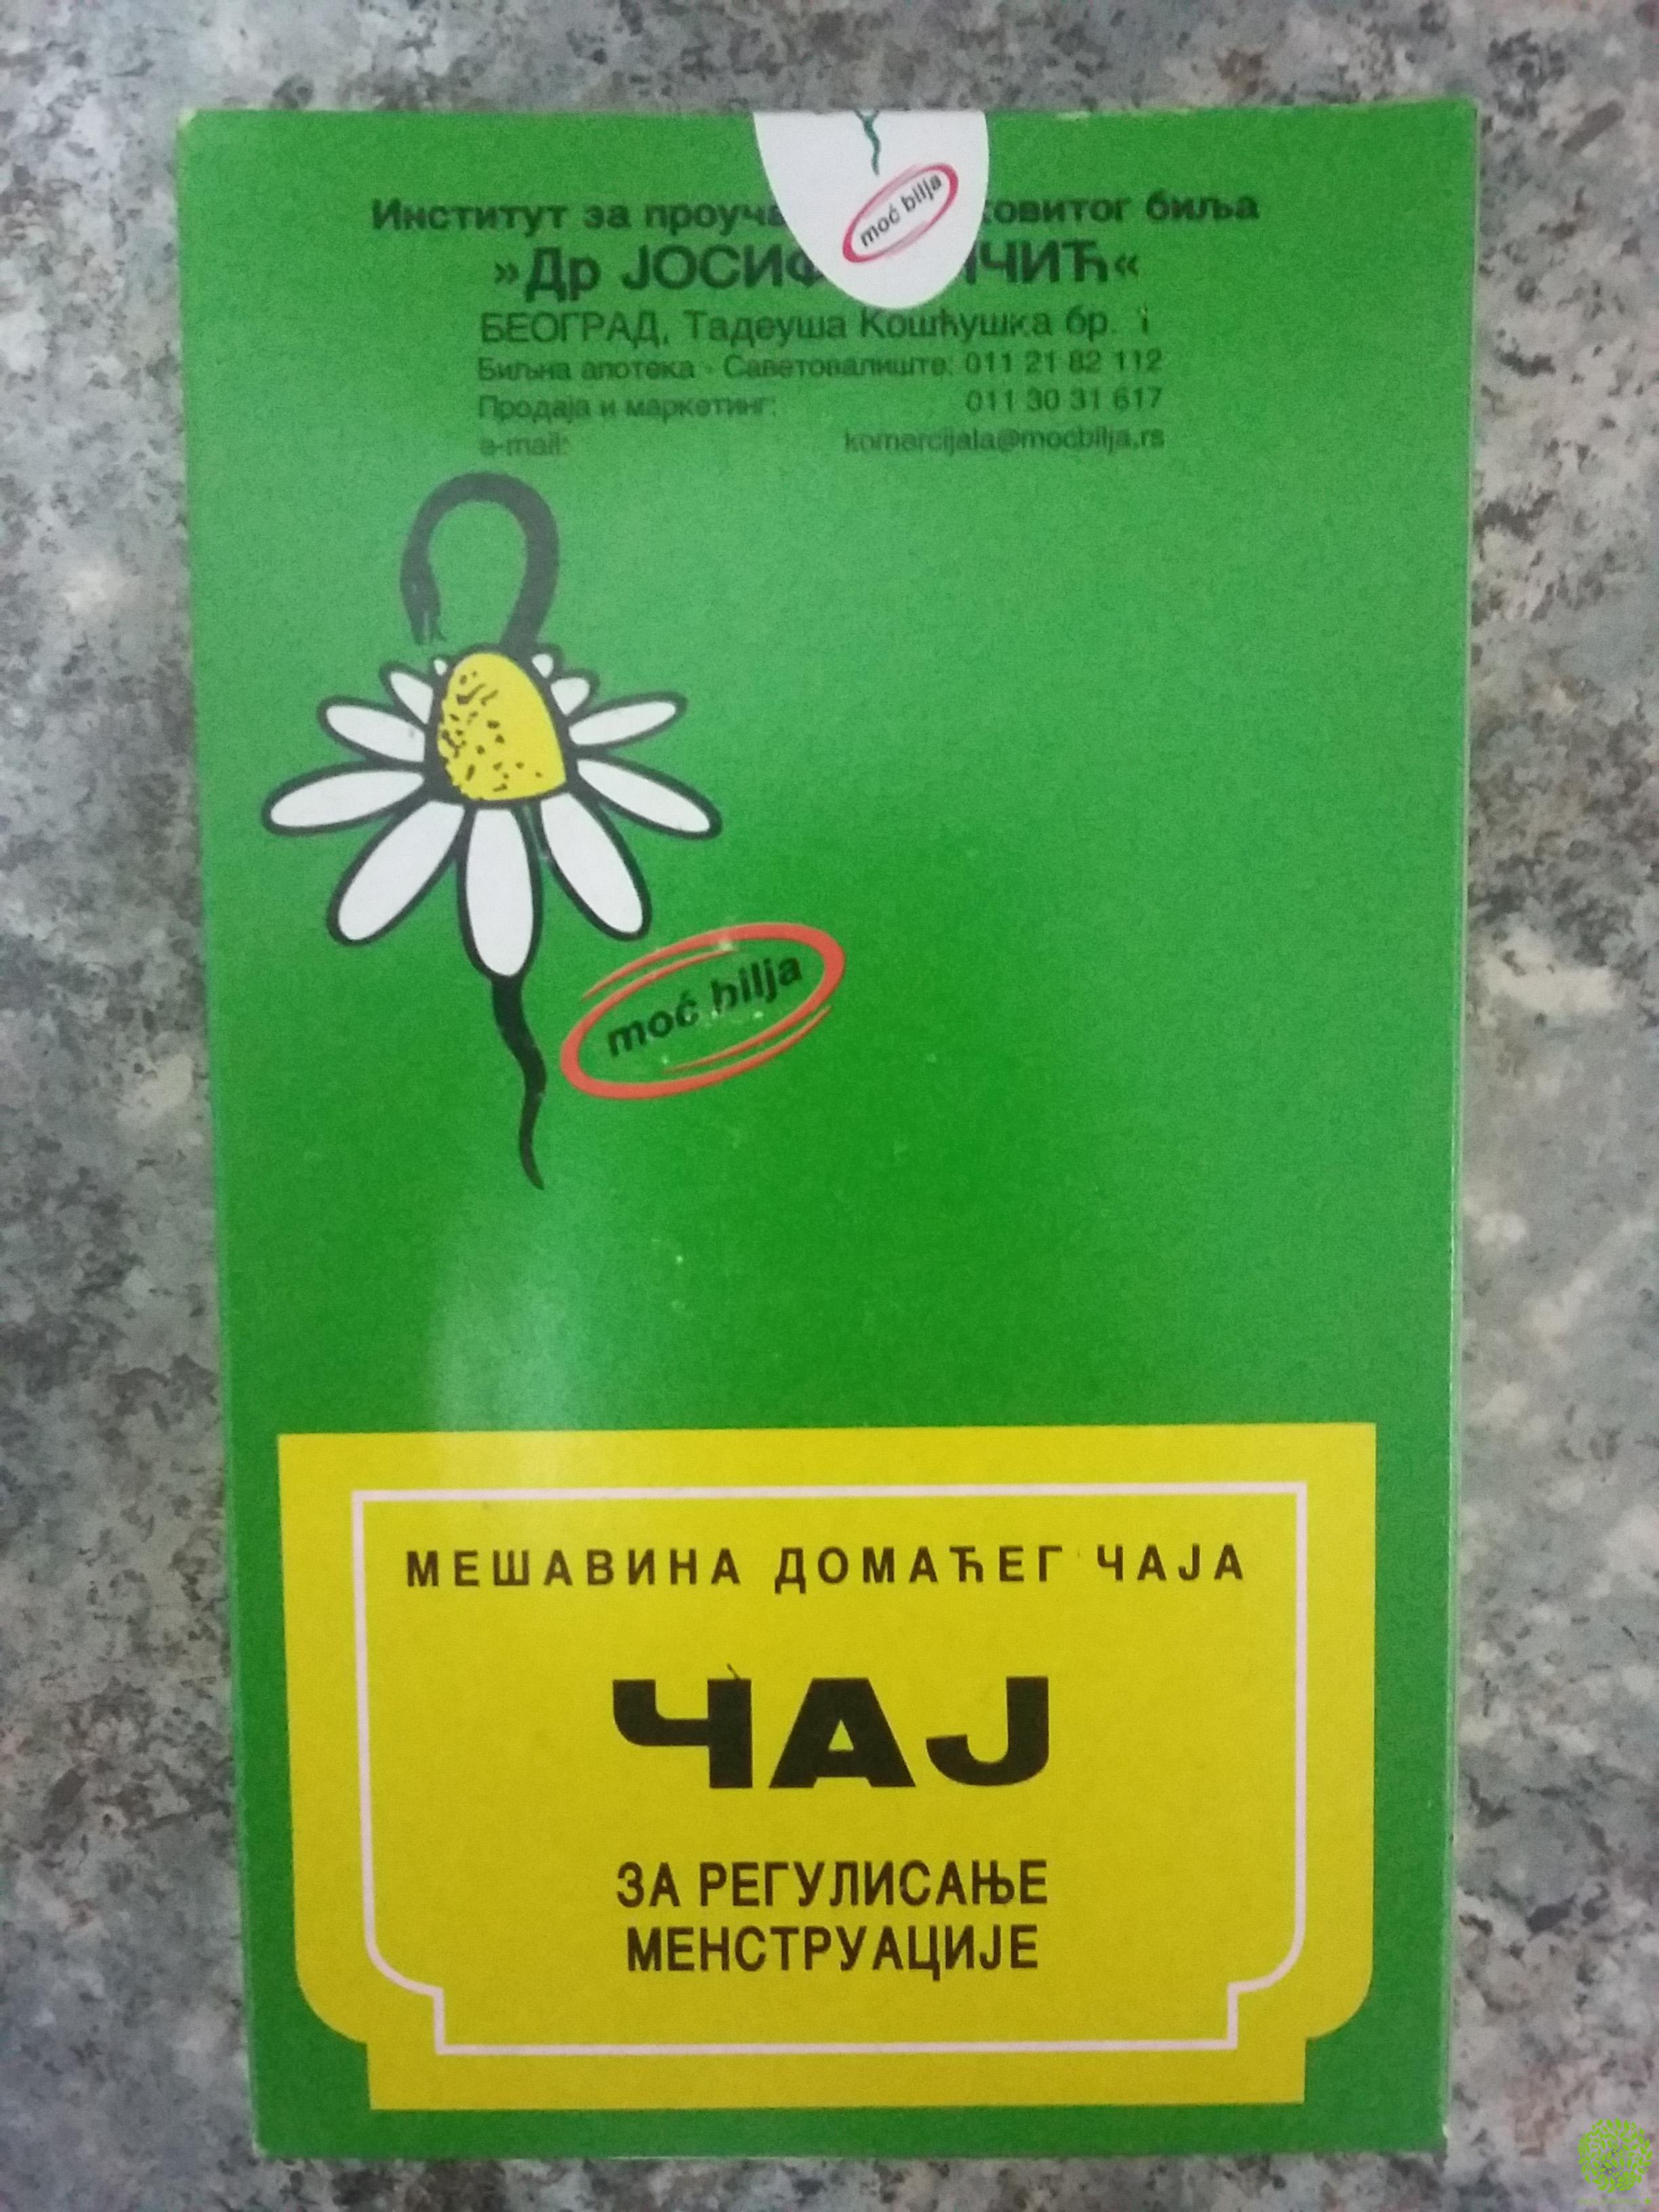 moć bilja
Институт за проуча ковитог биља
»Др ЈОСИФ ЧИЋ«
БЕОГРАД, Тадеуша Кошћушка бр. 1
Биљна апотека - Саветовалиште: 011 21 82 112
Продаја и маркетинг: 011 30 31 617
e-mail: komercijala@mocbilja.rs
moć bilja
МЕШАВИНА ДОМАЋЕГ ЧАЈА
ЧАЈ
ЗА РЕГУЛИСАЊЕ
МЕНСТРУАЦИЈЕ